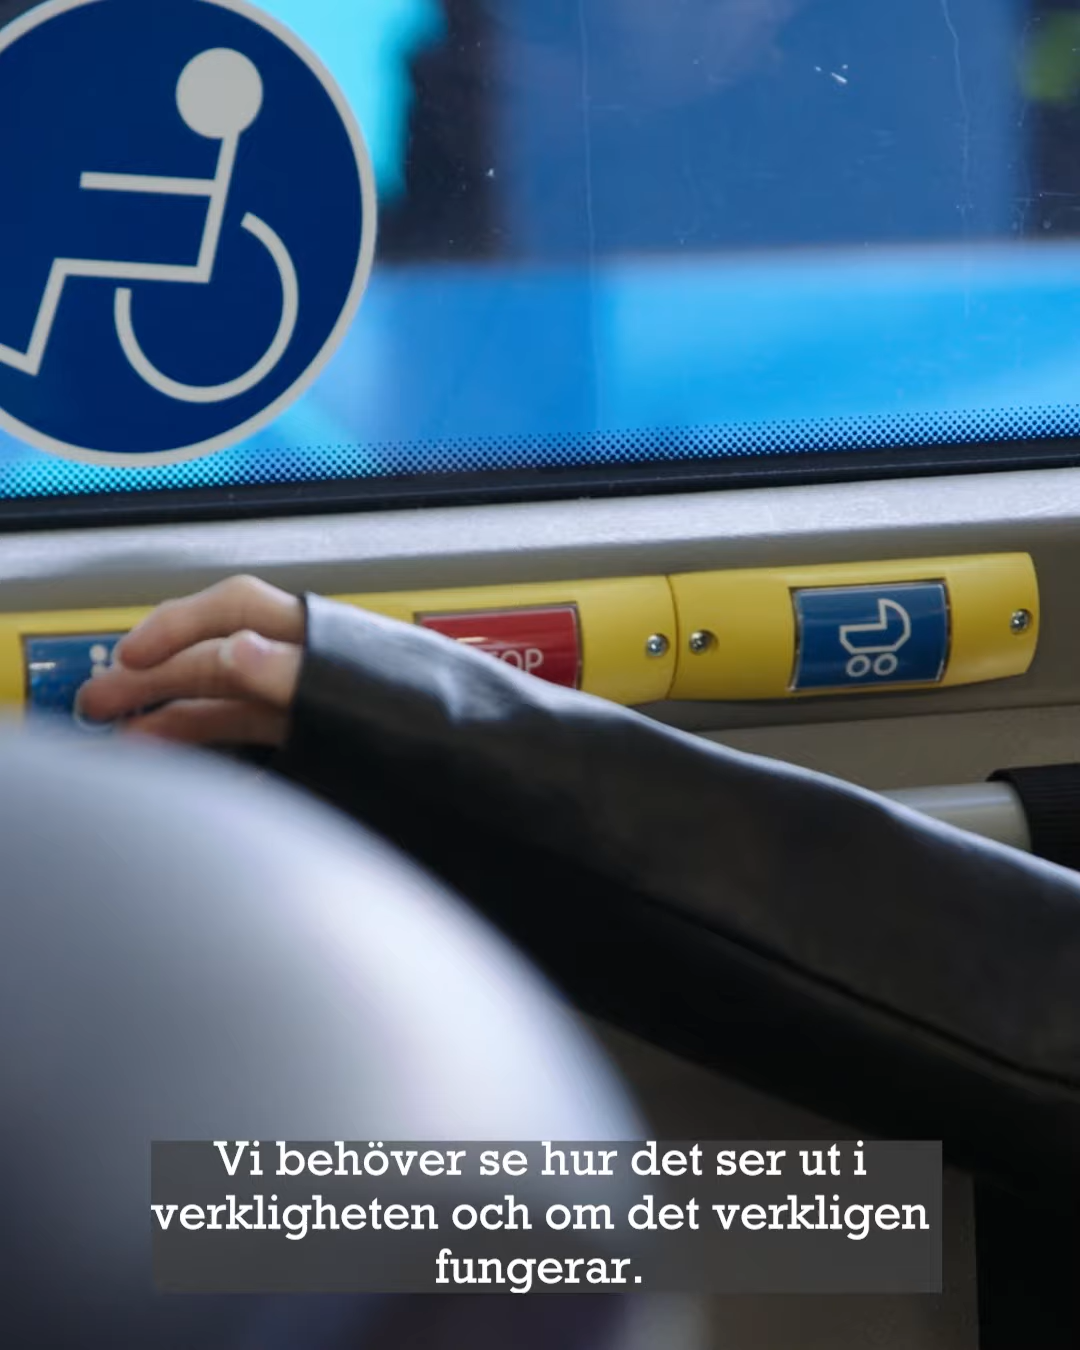 Vi behöver se hur det ser ut i
verkligheten och om det verkligen
fungerar.